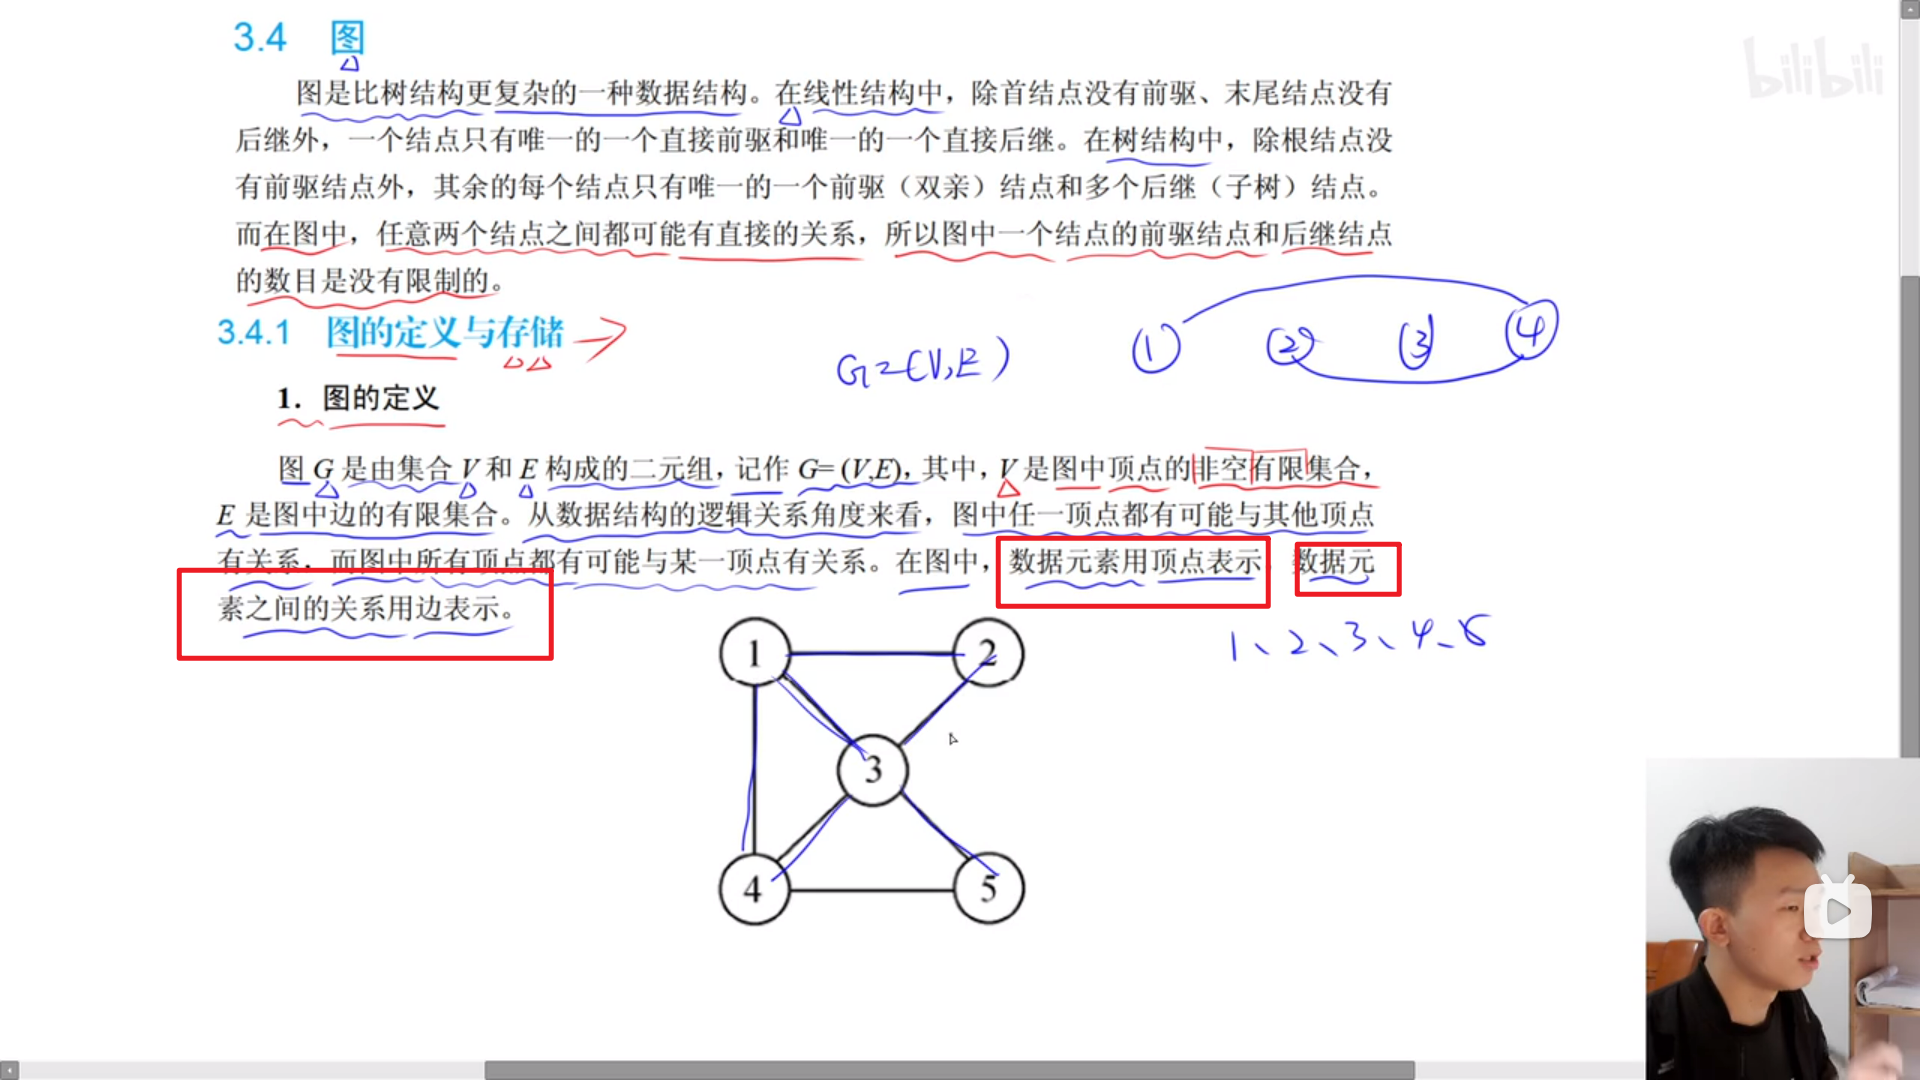 3.4 图
bilibili
图是比树结构更复杂的一种数据结构。在线性结构中，除首结点没有前驱、末尾结点没有
后继外，一个结点只有唯一的一个直接前驱和唯一的一个直接后继。在树结构中，除根结点没
有前驱结点外，其余的每个结点只有唯一的一个前驱（双亲）结点和多个后继（子树）结点。
而在图中，任意两个结点之间都可能有直接的关系，所以图中一个结点的前驱结点和后继结点
的数目是没有限制的。
3.4.1 图的定义与存储
G=(V,E)
1 2 3 4
1. 图的定义
图 G 是由集合 V 和 E 构成的二元组，记作 G= (V,E)，其中，V 是图中顶点的非空有限集合，
E 是图中边的有限集合。从数据结构的逻辑关系角度来看，图中任一顶点都有可能与其他顶点
有关系，而图中所有顶点都有可能与某一顶点有关系。在图中，数据元素用顶点表示 数据元
素之间的关系用边表示。
1、2、3、4、5
1 2
3
4 5